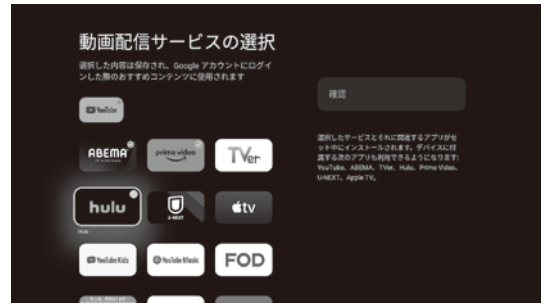 動画配信サービスの選択
選択した内容は保存され、Google アカウントにログイ
ンした際のおすすめコンテンツに使用されます
YouTube
ABEMA
prime video
TVer
hulu
U-NEXT
tv
Hulu
YouTube Kids
YouTube Music
FOD
確認
選択したサービスとそれに関連するアプリがセ
ット中にインストールされます。デバイスに付
属する次のアプリも利用できるようになります:
YouTube、ABEMA、TVer、Hulu、Prime Video、
U-NEXT、Apple TV。